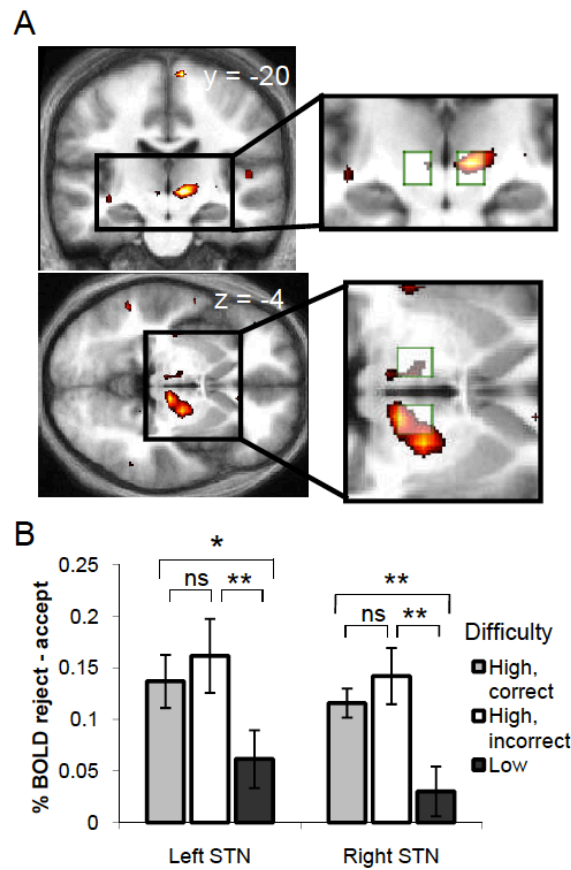 A
y = -20
z = -4
B
*
ns
**
**
ns
**
0.25
0.2
0.15
0.1
0.05
0
% BOLD reject - accept
Left STN
Right STN
Difficulty
High,
correct
High,
incorrect
Low